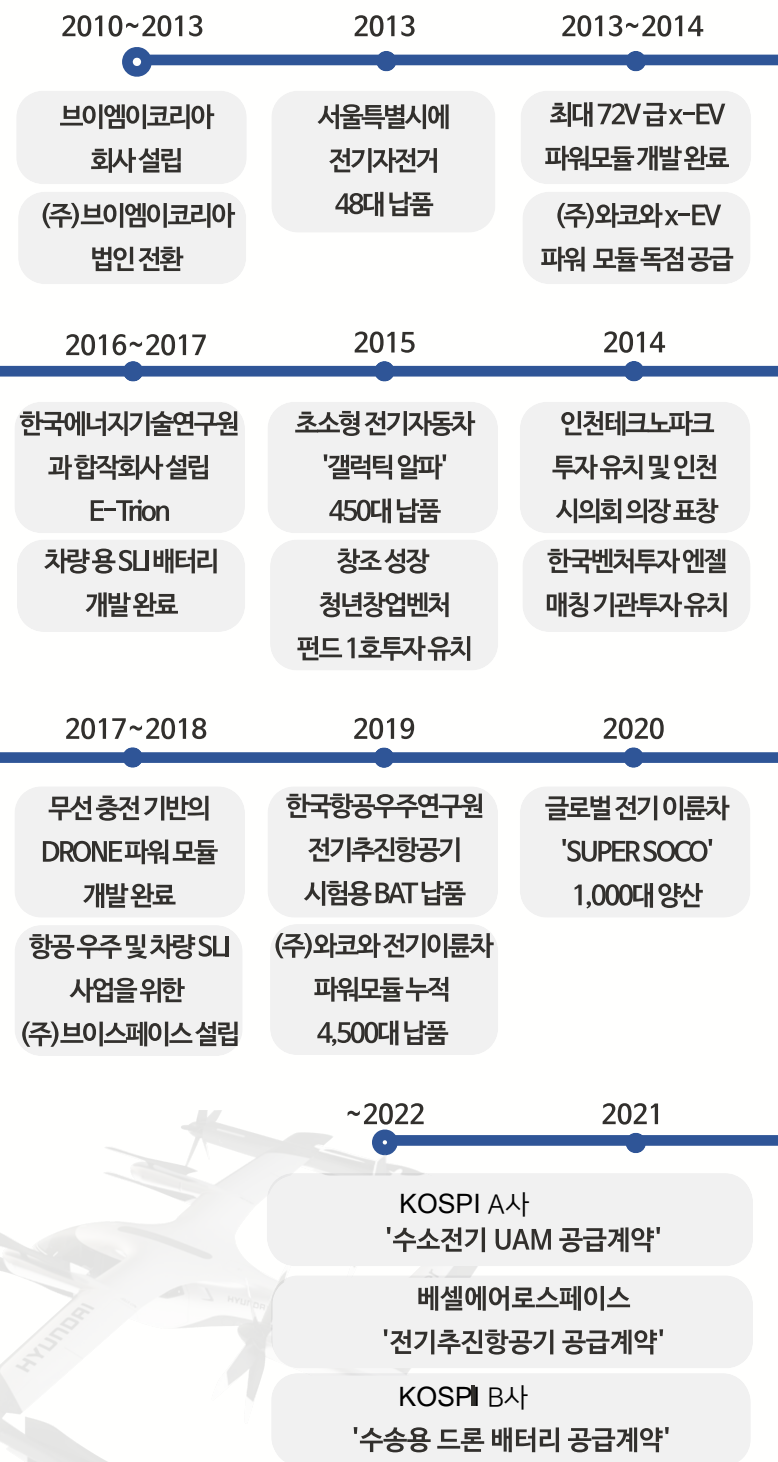 2010~2013
브이엠이코리아
회사 설립
(주)브이엠이코리아
법인 전환
2013
서울특별시에
전기자전거
48대 납품
2013~2014
최대 72V 급 x-EV
파워모듈 개발 완료
(주)와코와 x-EV
파워 모듈 독점 공급
2016~2017
한국에너지기술연구원
과 합작회사 설립
E-Trion
차량 용 SLI 배터리
개발 완료
2015
초소형 전기자동차
'갤럭틱 알파'
450대 납품
창조 성장
청년창업벤처
펀드 1호투자 유치
2014
인천테크노파크
투자 유치 및 인천
시의회 의장 표창
한국벤처투자 엔젤
매칭 기관투자 유치
2017~2018
무선 충전 기반의
DRONE 파워 모듈
개발 완료
항공 우주 및 차량 SLI
사업을 위한
(주)브이스페이스 설립
2019
한국항공우주연구원
전기추진항공기
시험용 BAT 납품
(주)와코와 전기이륜차
파워모듈 누적
4,500대 납품
2020
글로벌 전기 이륜차
'SUPER SOCO'
1,000대 양산
~2022
2021
KOSPI A사
'수소전기 UAM 공급계약'
베셀에어로스페이스
'전기추진항공기 공급계약'
KOSPI B사
'수송용 드론 배터리 공급계약'
HYUNDAI
HYUNDAI